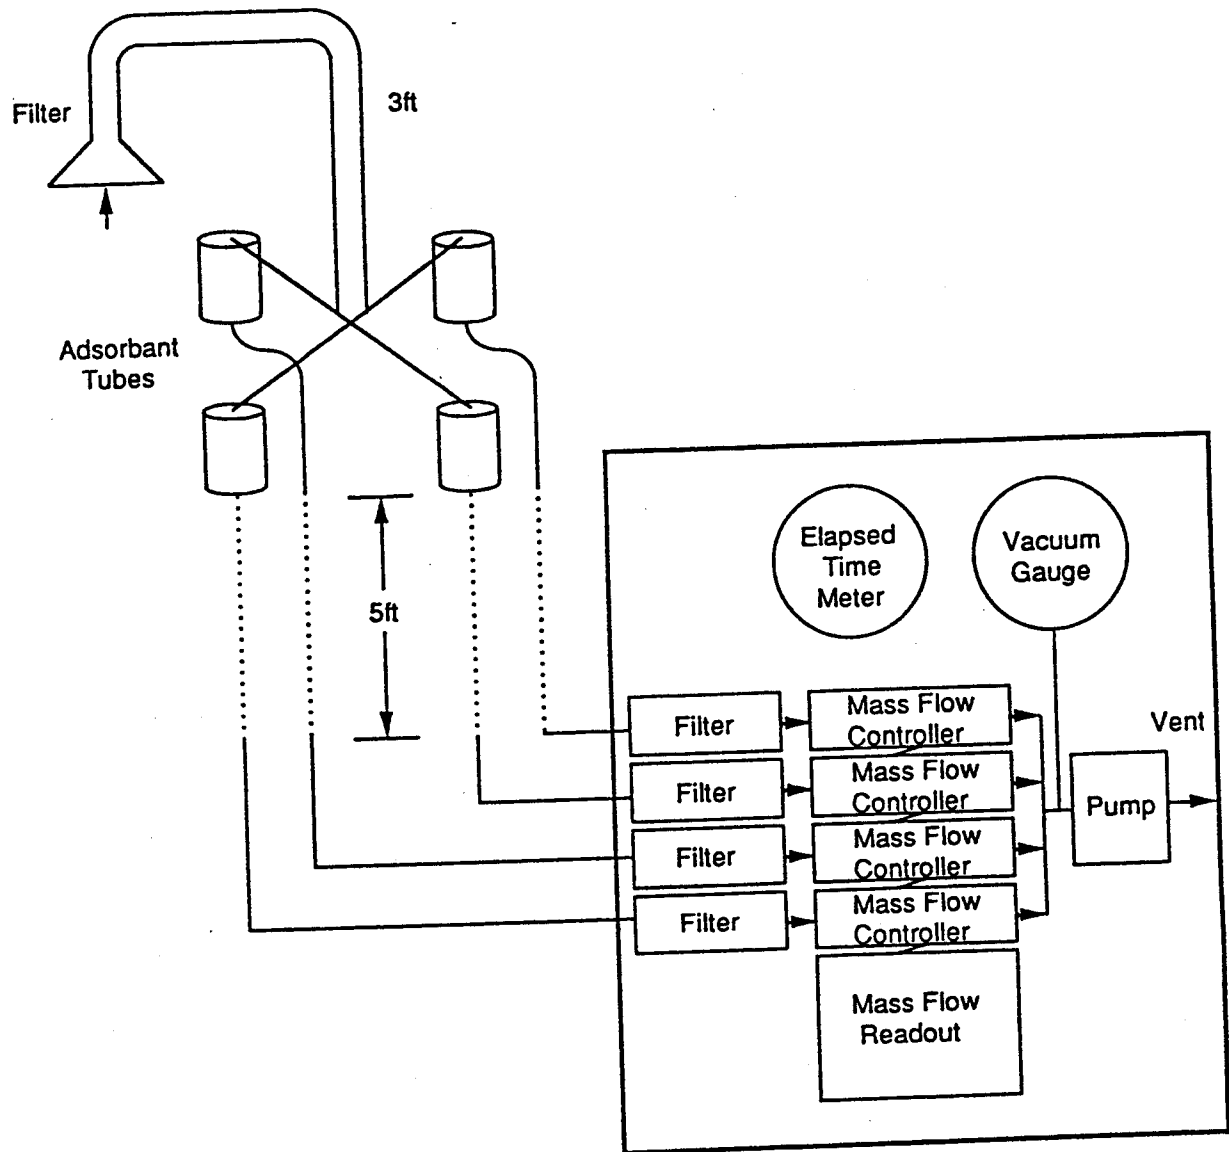 Filter
3ft
Adsorbant
Tubes
5ft
Elapsed
Time
Meter
Vacuum
Gauge
Filter
Mass Flow
Controller
Filter
Mass Flow
Controller
Filter
Mass Flow
Controller
Filter
Mass Flow
Controller
Vent
Pump
Mass Flow
Readout